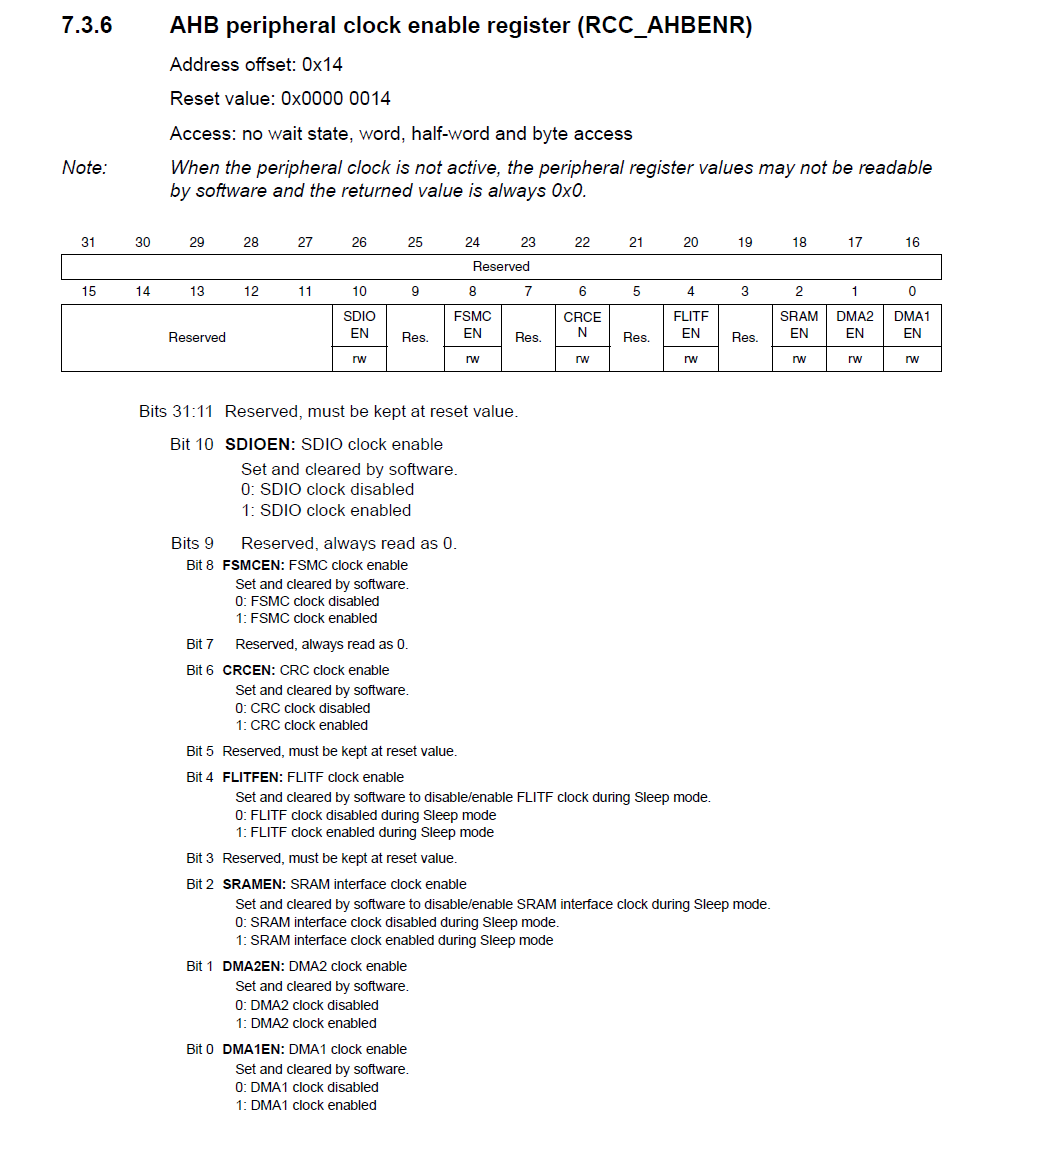 7.3.6 AHB peripheral clock enable register (RCC_AHBENR)
Address offset: 0x14
Reset value: 0x0000 0014
Access: no wait state, word, half-word and byte access
Note: When the peripheral clock is not active, the peripheral register values may not be readable
by software and the returned value is always 0x0.
31 30 29 28 27 26 25 24 23 22 21 20 19 18 17 16
Reserved
15 14 13 12 11 10 9 8 7 6 5 4 3 2 1 0
Reserved SDIO EN Res. FSMC EN Res. CRCE N Res. FLITF EN Res. SRAM EN DMA2 EN DMA1 EN
rw rw rw rw rw rw rw
Bits 31:11 Reserved, must be kept at reset value.
Bit 10 SDIOEN: SDIO clock enable
Set and cleared by software.
0: SDIO clock disabled
1: SDIO clock enabled
Bits 9 Reserved, always read as 0.
Bit 8 FSMCEN: FSMC clock enable
Set and cleared by software.
0: FSMC clock disabled
1: FSMC clock enabled
Bit 7 Reserved, always read as 0.
Bit 6 CRCEN: CRC clock enable
Set and cleared by software.
0: CRC clock disabled
1: CRC clock enabled
Bit 5 Reserved, must be kept at reset value.
Bit 4 FLITFEN: FLITF clock enable
Set and cleared by software to disable/enable FLITF clock during Sleep mode.
0: FLITF clock disabled during Sleep mode
1: FLITF clock enabled during Sleep mode
Bit 3 Reserved, must be kept at reset value.
Bit 2 SRAMEN: SRAM interface clock enable
Set and cleared by software to disable/enable SRAM interface clock during Sleep mode.
0: SRAM interface clock disabled during Sleep mode.
1: SRAM interface clock enabled during Sleep mode
Bit 1 DMA2EN: DMA2 clock enable
Set and cleared by software.
0: DMA2 clock disabled
1: DMA2 clock enabled
Bit 0 DMA1EN: DMA1 clock enable
Set and cleared by software.
0: DMA1 clock disabled
1: DMA1 clock enabled